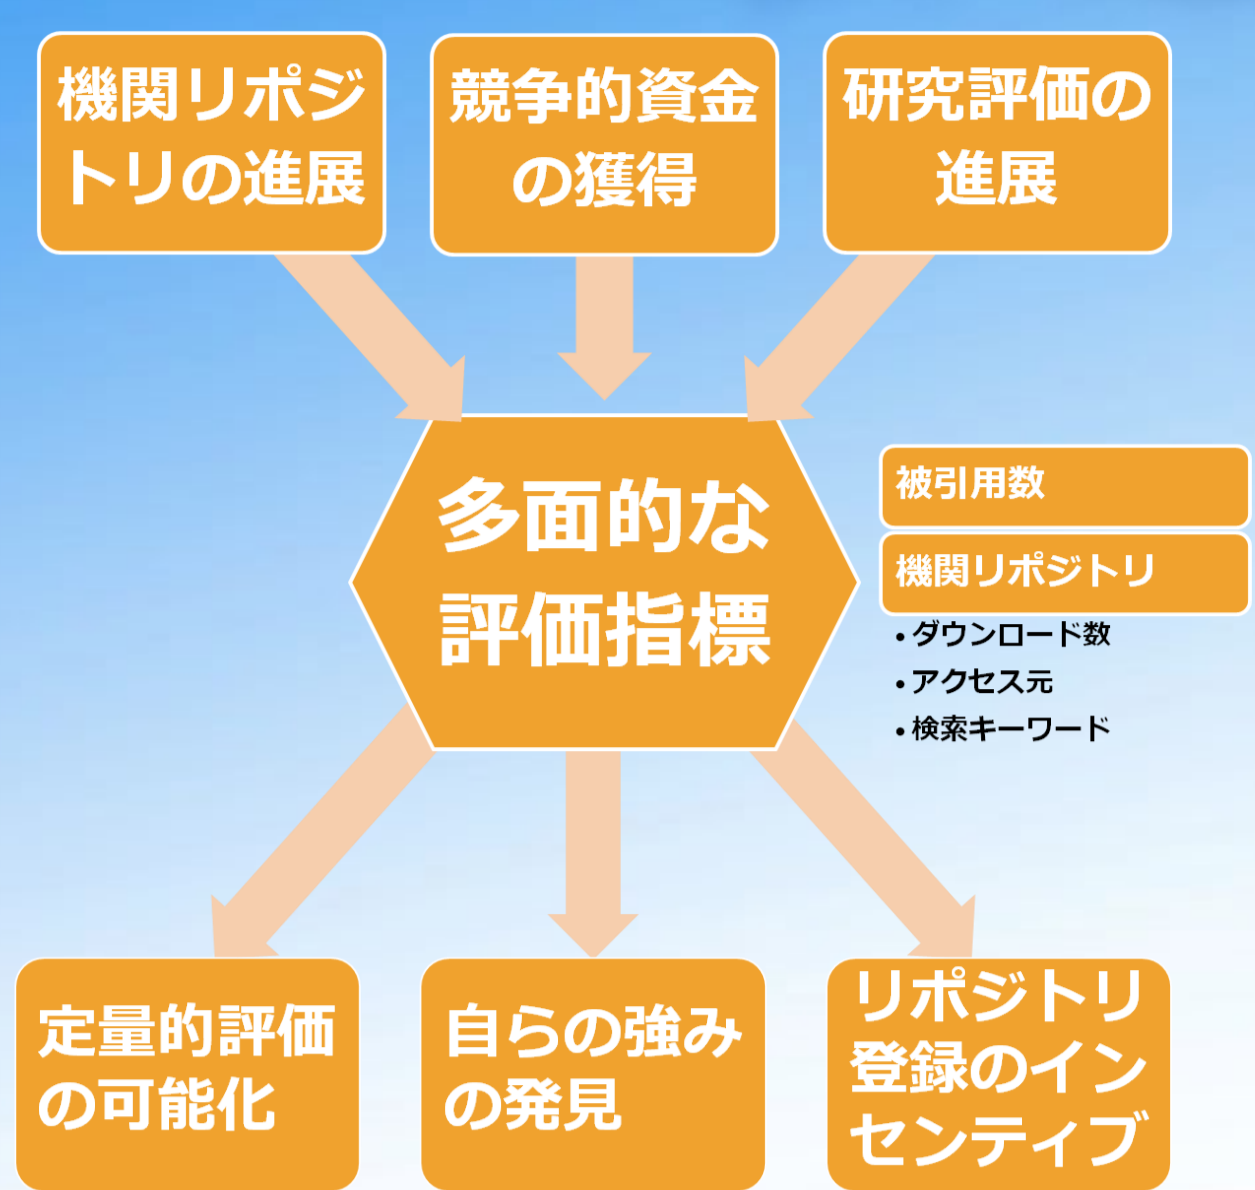 機関リポジ
トリの進展
競争的資金
の獲得
研究評価の
進展
多面的な
評価指標
被引用数
機関リポジトリ
•ダウンロード数
•アクセス元
•検索キーワード
定量的評価
の可能化
自らの強み
の発見
リポジトリ
登録のイン
センティブ